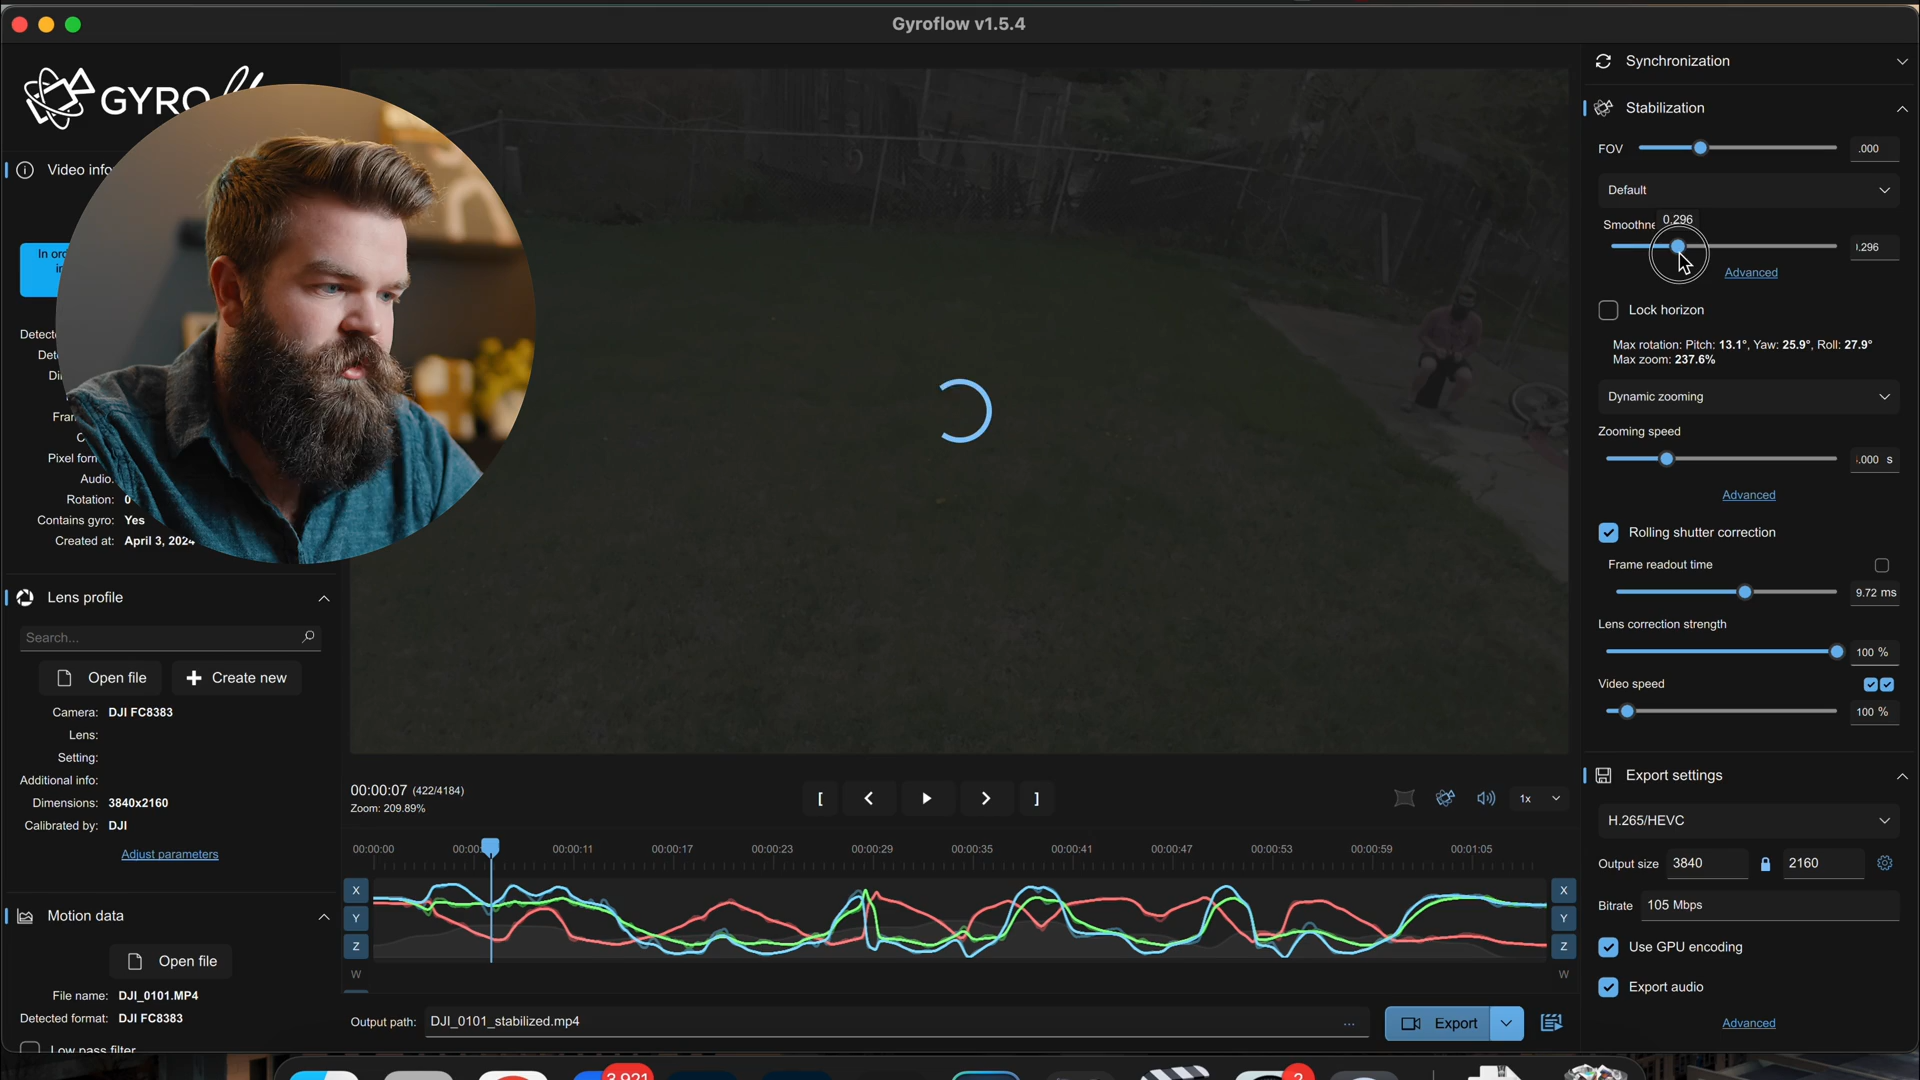 Gyroflow v1.5.4
GYRO
Video info
In
Rotation: 0
Contains gyro: Yes
Created at: April 3, 2024
Audio:
Pixel form
Lens profile
Search...
Open file
Create new
Camera: DJI FC8383
Lens:
Setting:
Additional info:
Dimensions: 3840x2160
Calibrated by: DJI
Adjust parameters
Motion data
Open file
File name: DJI_0101.MP4
Detected format: DJI FC8383
Low pass filter
00:00:07 (422/4184)
Zoom: 209.89%
[
]
1x
00:00:00
00:00:11
00:00:17
00:00:23
00:00:29
00:00:35
00:00:41
00:00:47
00:00:53
00:00:59
00:01:05
X
Y
Z
W
X
Y
Z
W
Output path: DJI_0101_stabilized.mp4 ...
Export
Synchronization
Stabilization
FOV .000
Default
0.296
Smoothne
.296
Advanced
Lock horizon
Max rotation: Pitch: 13.1°, Yaw: 25.9°, Roll: 27.9°
Max zoom: 237.6%
Dynamic zooming
Zooming speed
.000 s
Advanced
Rolling shutter correction
Frame readout time
9.72 ms
Lens correction strength
100 %
Video speed
100 %
Export settings
H.265/HEVC
Output size 3840 2160
Bitrate 105 Mbps
Use GPU encoding
Export audio
Advanced
3,921
2